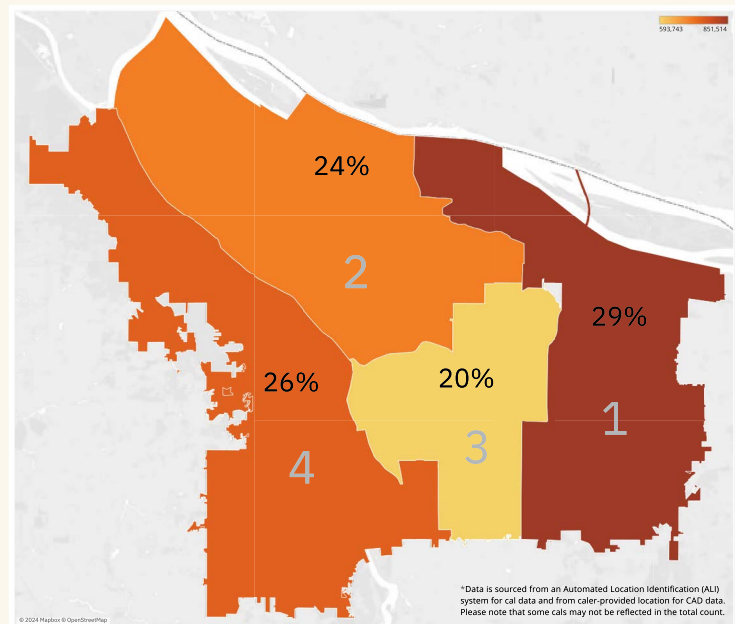 593,743 851,514
24%
2
29%
26%
20%
1
3
4
*Data is sourced from an Automated Location Identification (ALI)
system for cal data and from caler-provided location for CAD data.
Please note that some cals may not be reflected in the total count.
© 2024 Mapbox © OpenStreetMap